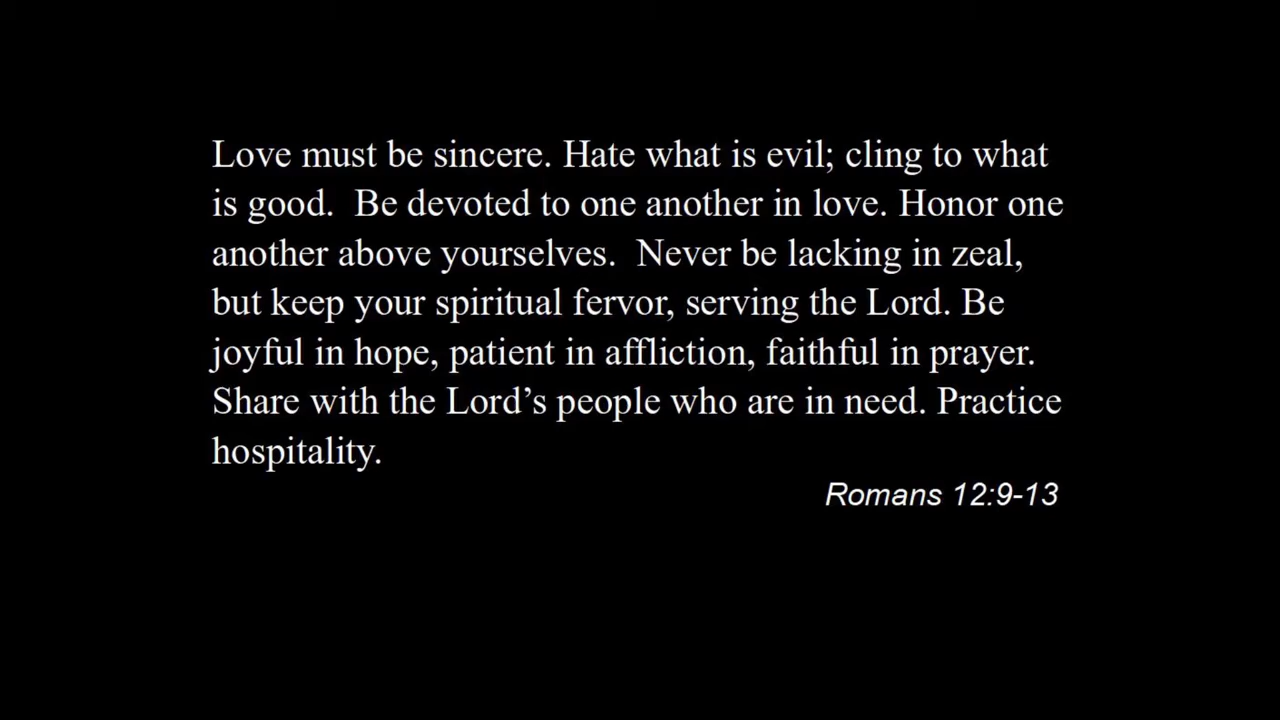 Love must be sincere. Hate what is evil; cling to what
is good.  Be devoted to one another in love. Honor one
another above yourselves.  Never be lacking in zeal,
but keep your spiritual fervor, serving the Lord. Be
joyful in hope, patient in affliction, faithful in prayer.
Share with the Lord’s people who are in need. Practice
hospitality.
Romans 12:9-13